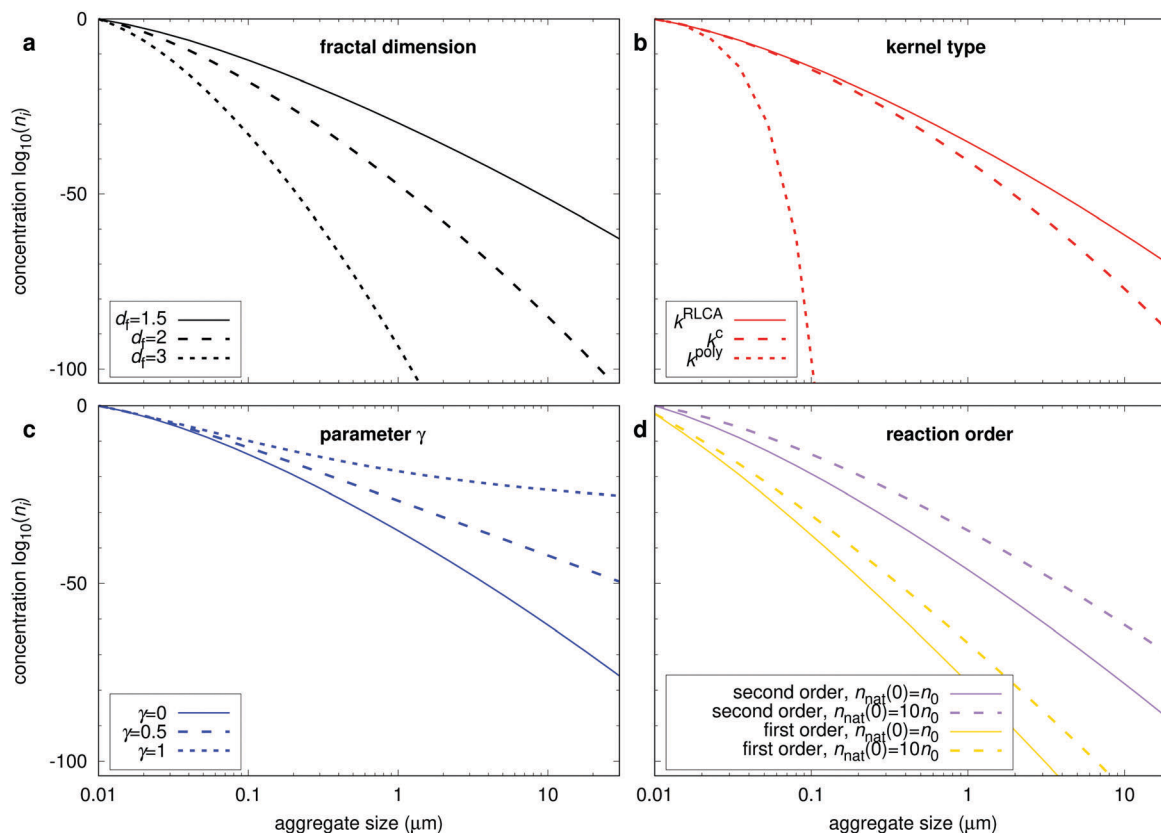 a
fractal dimension
concentration log10(ni)
0
-50
-100
df=1.5
df=2
df=3
b
kernel type
kRLCA
kc
kpoly
c
parameter γ
concentration log10(ni)
0
-50
-100
γ=0
γ=0.5
γ=1
0.01
0.1
1
10
aggregate size (μm)
d
reaction order
second order, nnat(0)=n0
second order, nnat(0)=10n0
first order, nnat(0)=n0
first order, nnat(0)=10n0
0.01
0.1
1
10
aggregate size (μm)